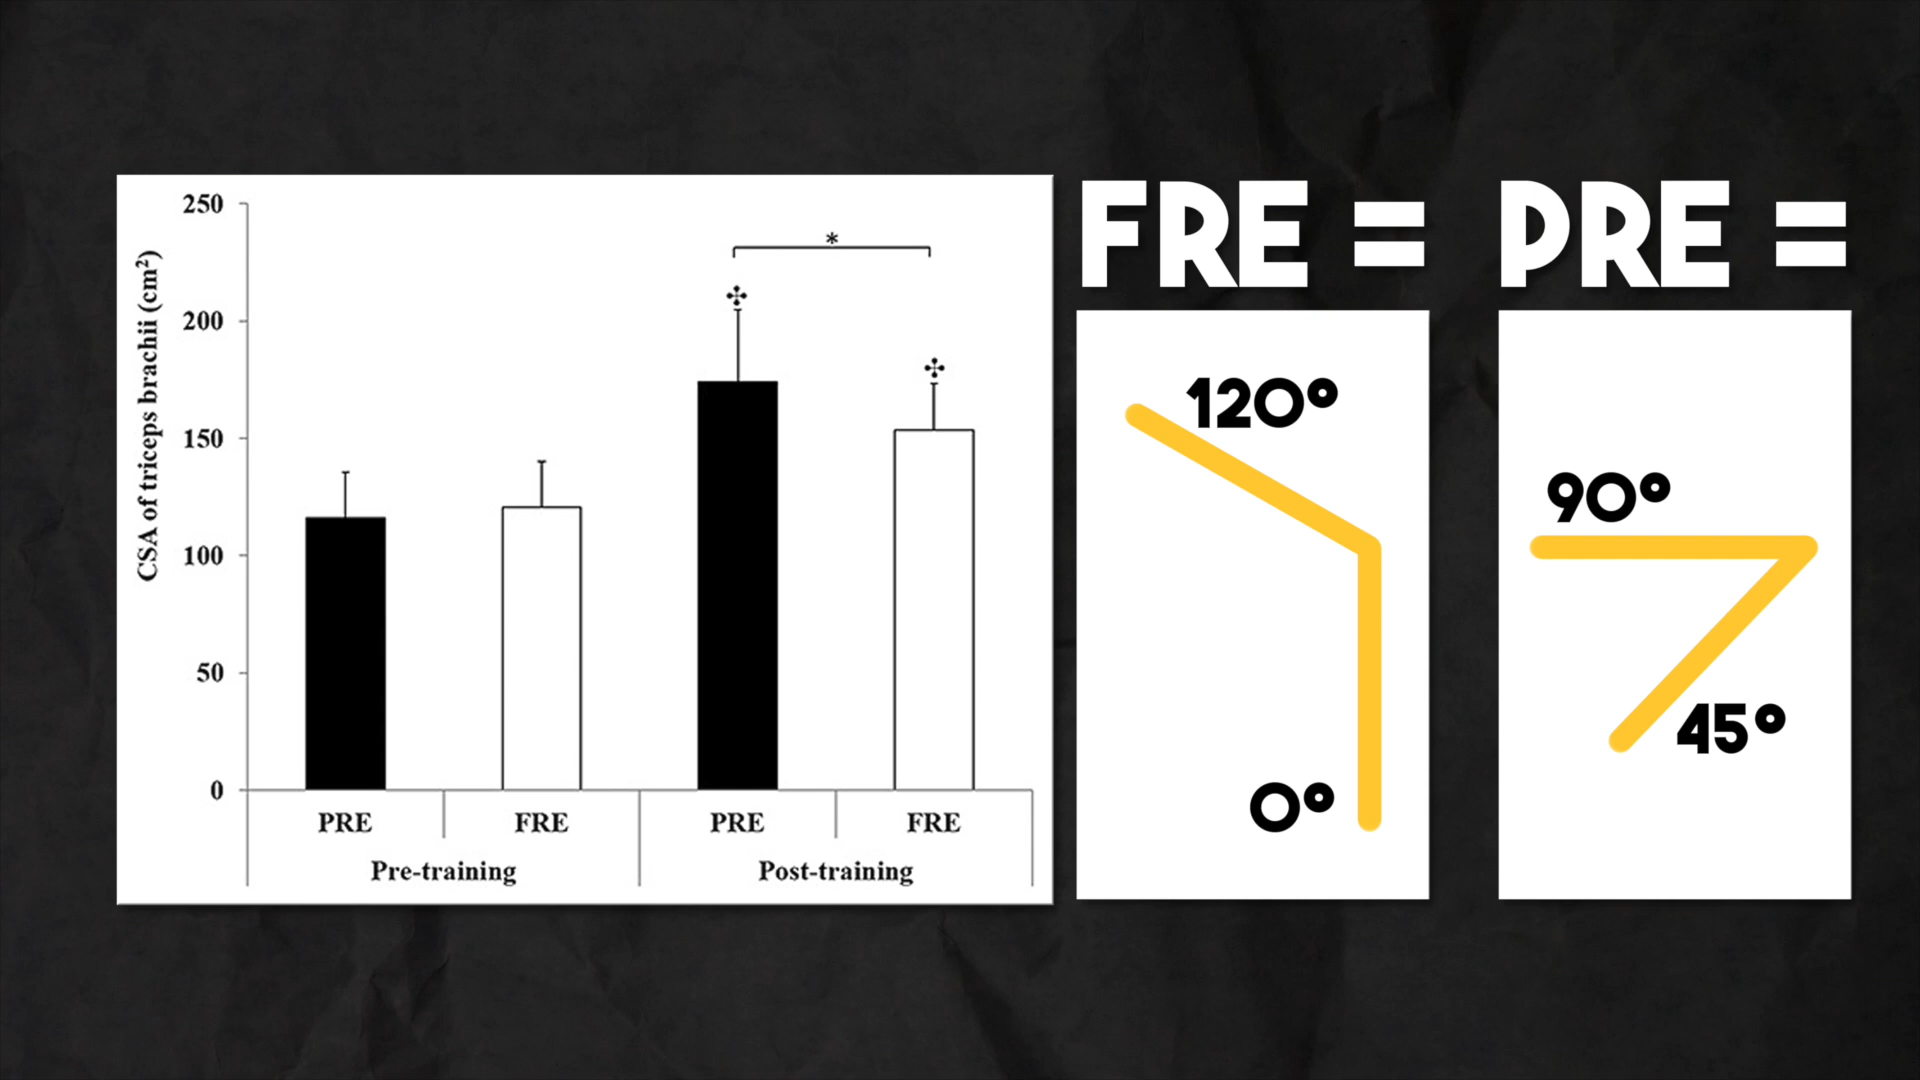 250
200
150
100
50
0
CSA of triceps brachii (cm²)
*
✣
✣
PRE
FRE
PRE
FRE
Pre-training
Post-training
FRE =
120°
0°
PRE =
90°
45°